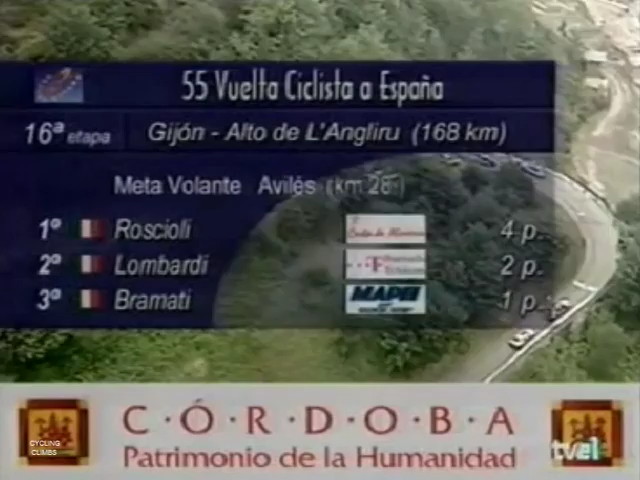 55 Vuelta Ciclista a España
16ª etapa Gijón - Alto de L'Angliru (168 km)
Meta Volante Avilés (km 28)
1º Roscioli 4 p.
2º Lombardi 2 p.
3º Bramati MAPEI 1 p.
C·Ó·R·D·O·B·A
Patrimonio de la Humanidad
CYCLING
CLIMBS
tve1